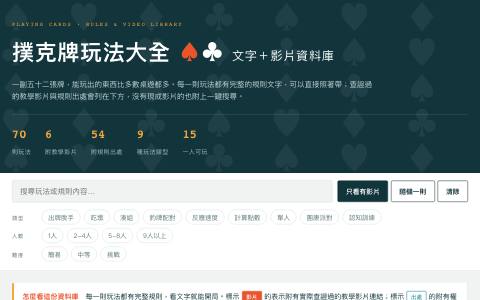 PLAYING CARDS · RULES & VIDEO LIBRARY
撲克牌玩法大全 文字＋影片資料庫
一副五十二張牌，能玩出的東西比多數桌遊都多。每一則玩法都有完整的規則文字，可以直接照著帶；查證過
的教學影片與規則出處會列在下方，沒有現成影片的也附上一鍵搜尋。
70 6 54 9 15
則玩法 附教學影片 附規則出處 種玩法類型 一人可玩
搜尋玩法或規則內容… 只看有影片 隨機一則 清除
類型 出牌脫手 吃墩 湊組 釣牌配對 反應速度 計算點數 單人 團康派對 認知訓練
人數 1人 2–4人 5–8人 9人以上
難度 簡易 中等 挑戰
怎麼看這份資料庫 每一則玩法都有完整規則，看文字就能開局。標示 影片 的表示附有實際查證過的教學影片連結；標示 出處 的附有權